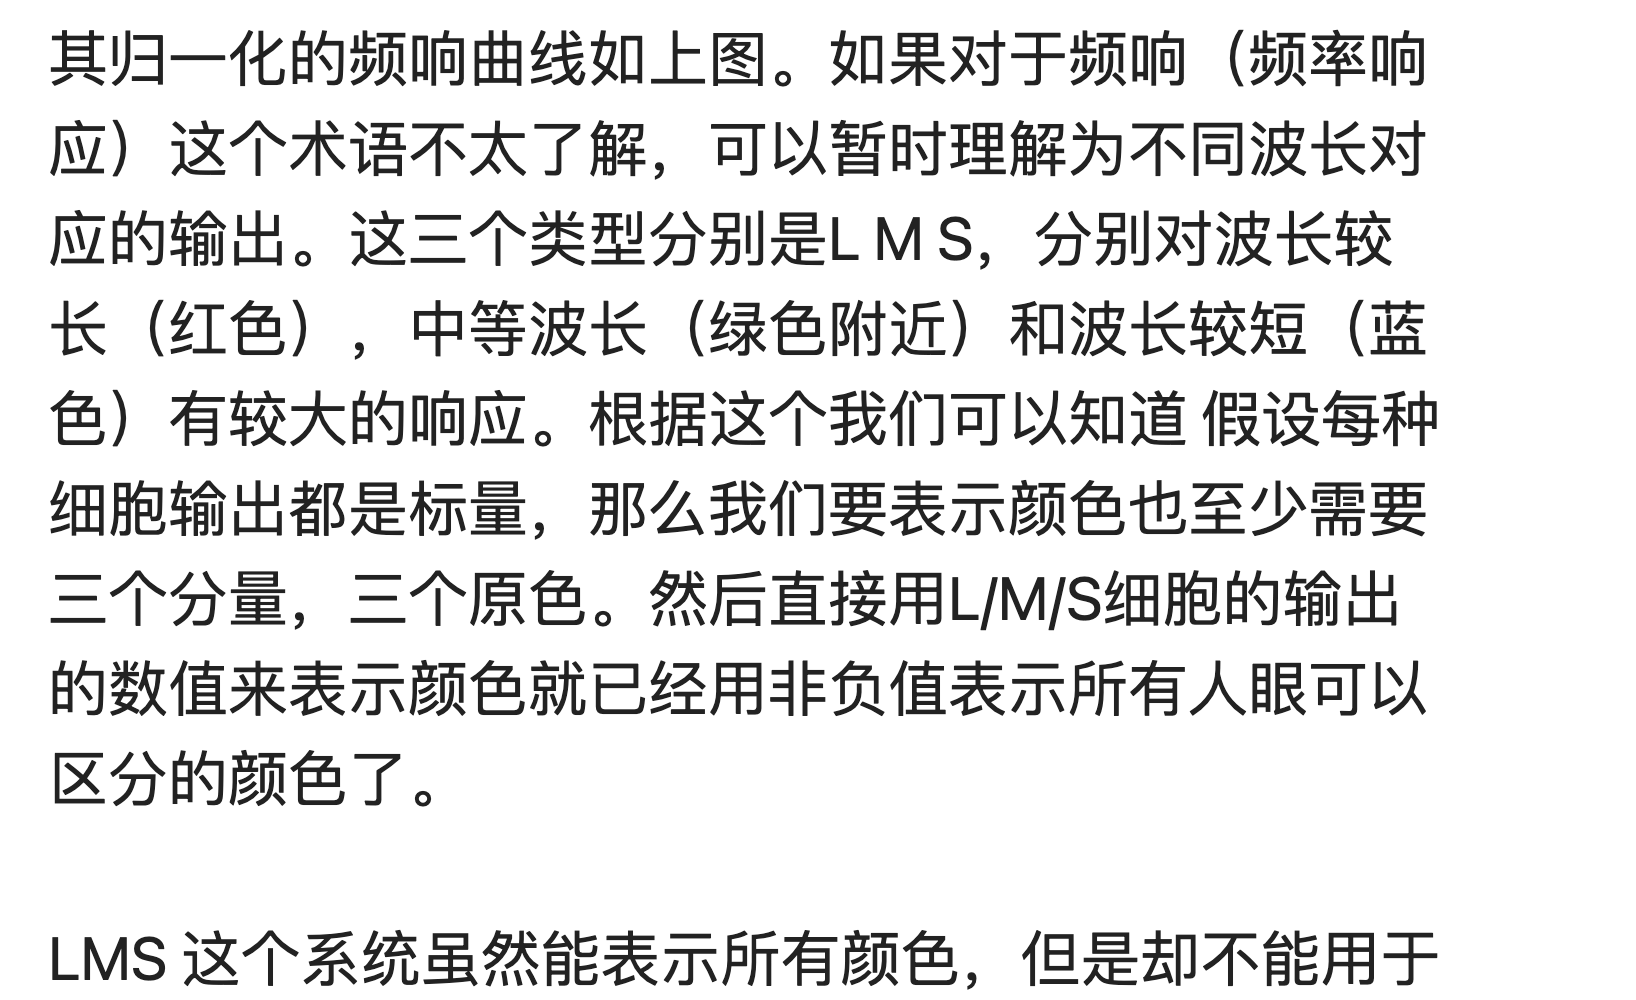 其归一化的频响曲线如上图。如果对于频响（频率响
应）这个术语不太了解，可以暂时理解为不同波长对
应的输出。这三个类型分别是L M S，分别对波长较
长（红色），中等波长（绿色附近）和波长较短（蓝
色）有较大的响应。根据这个我们可以知道 假设每种
细胞输出都是标量，那么我们要表示颜色也至少需要
三个分量，三个原色。然后直接用L/M/S细胞的输出
的数值来表示颜色就已经用非负值表示所有人眼可以
区分的颜色了。
LMS 这个系统虽然能表示所有颜色，但是却不能用于